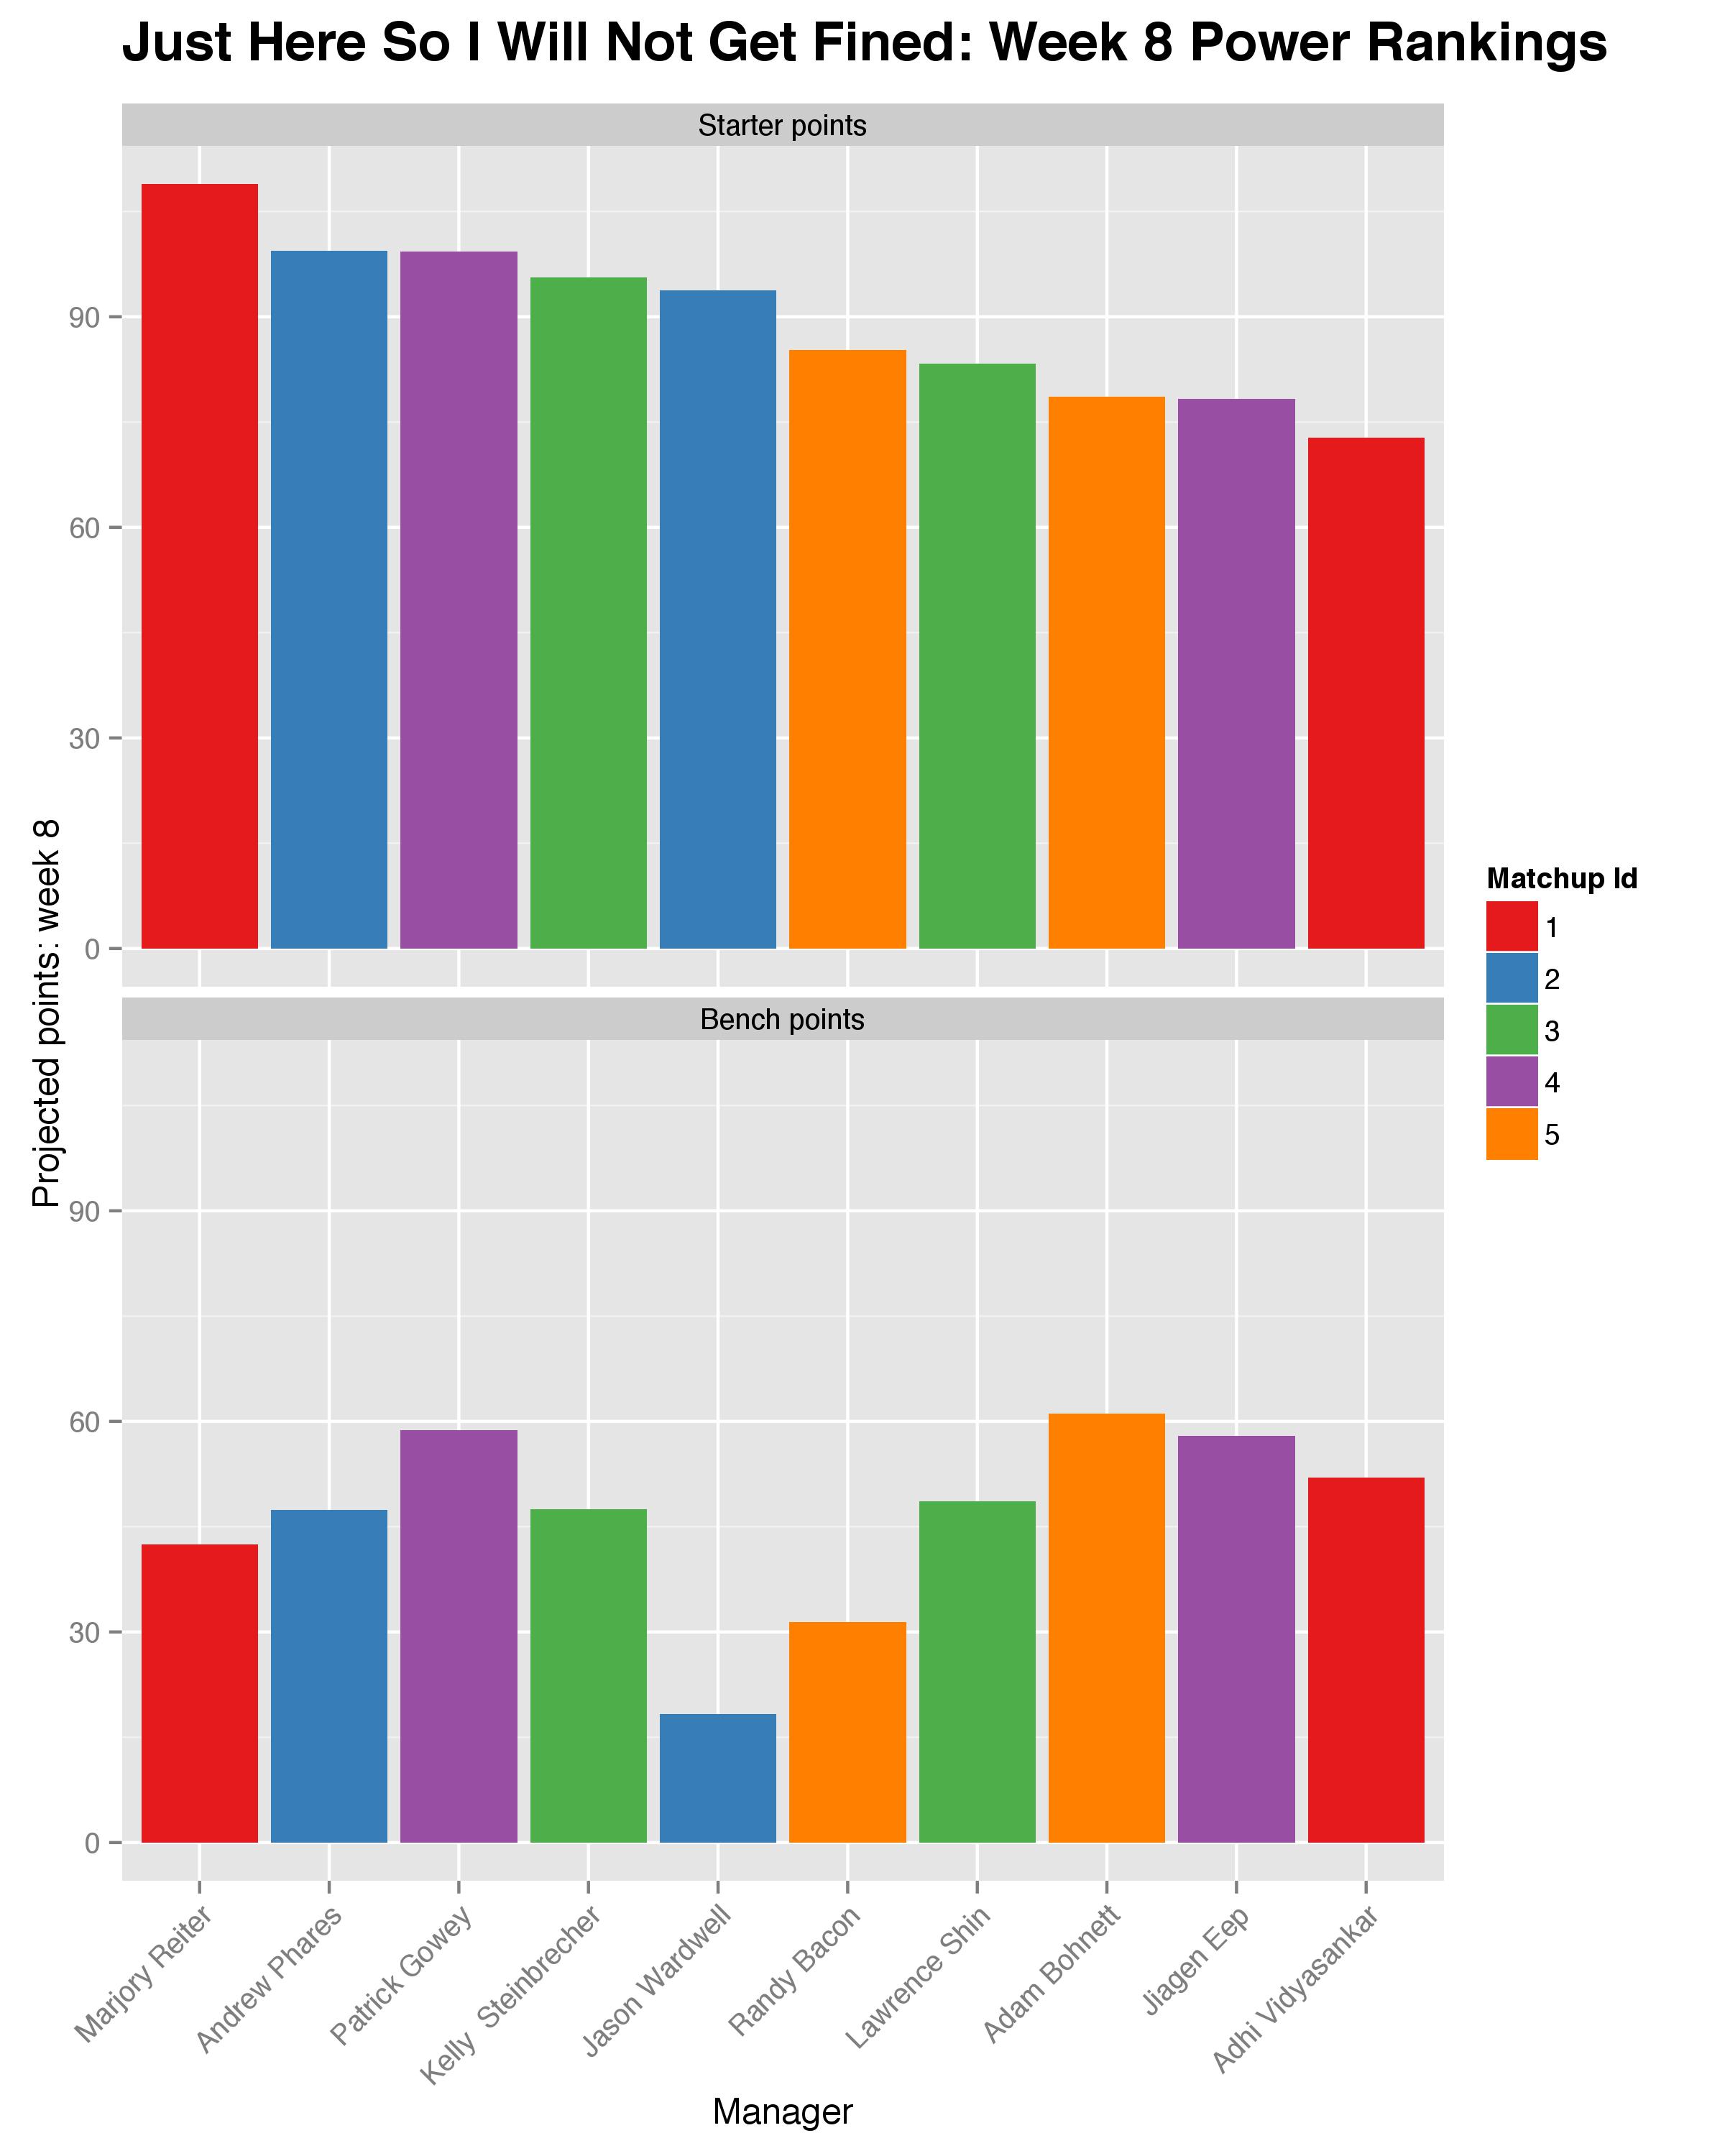 Just Here So I Will Not Get Fined: Week 8 Power Rankings
Starter points
90
60
30
0
Projected points: week 8
Bench points
90
60
30
0
Marjory Reiter
Andrew Phares
Patrick Gowey
Kelly  Steinbrecher
Jason Wardwell
Randy Bacon
Lawrence Shin
Adam Bohnett
Jiagen Eep
Adhi Vidyasankar
Manager
Matchup Id
1
2
3
4
5